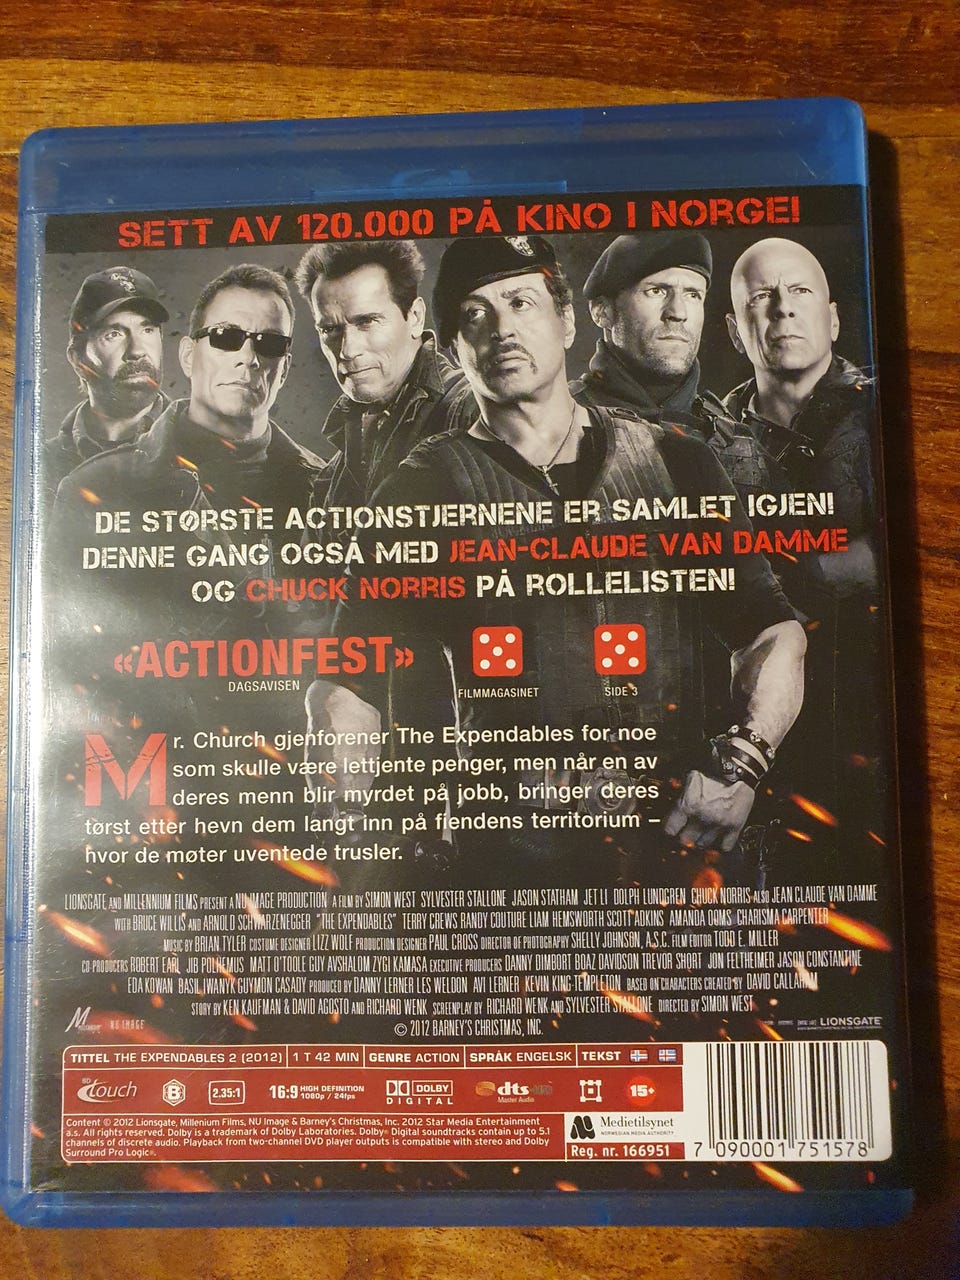 SETT AV 120.000 PÅ KINO I NORGE!
DE STØRSTE ACTIONSTJERNENE ER SAMLET IGJEN!
DENNE GANG OGSÅ MED JEAN-CLAUDE VAN DAMME
OG CHUCK NORRIS PÅ ROLLELISTEN!
«ACTIONFEST»
DAGSAVISEN
FILMMAGASINET
SIDE 3
Mr. Church gjenforener The Expendables for noe
som skulle være lettjente penger, men når en av
deres menn blir myrdet på jobb, bringer deres
tørst etter hevn dem langt inn på fiendens territorium –
hvor de møter uventede trusler.
LIONSGATE AND MILLENNIUM FILMS PRESENT A NU IMAGE PRODUCTION A FILM BY SIMON WEST SYLVESTER STALLONE JASON STATHAM JET LI DOLPH LUNDGREN CHUCK NORRIS ALSO JEAN CLAUDE VAN DAMME
WITH BRUCE WILLIS AND ARNOLD SCHWARZENEGGER "THE EXPENDABLES" TERRY CREWS RANDY COUTURE LIAM HEMSWORTH SCOTT ADKINS AMANDA OOMS CHARISMA CARPENTER
MUSIC BY BRIAN TYLER COSTUME DESIGNER LIZZ WOLF PRODUCTION DESIGNER PAUL CROSS DIRECTOR OF PHOTOGRAPHY SHELLY JOHNSON, A.S.C. FILM EDITOR TODD E. MILLER
CO-PRODUCERS ROBERT EARL JIB POLHEMUS MATT O'TOOLE GUY AVSHALOM ZYGI KAMASA EXECUTIVE PRODUCERS DANNY DIMBORT BOAZ DAVIDSON TREVOR SHORT JON FELTHEIMER JASON CONSTANTINE
EDA KOWAN BASIL IWANYK GUYMON CASADY PRODUCED BY DANNY LERNER LES WELDON AVI LERNER KEVIN KING-TEMPLETON BASED ON CHARACTERS CREATED BY DAVID CALLAHAM
STORY BY KEN KAUFMAN & DAVID AGOSTO AND RICHARD WENK SCREENPLAY BY RICHARD WENK AND SYLVESTER STALLONE DIRECTED BY SIMON WEST
NU IMAGE LIONSGATE
© 2012 BARNEY'S CHRISTMAS, INC.
TITTEL THE EXPENDABLES 2 (2012) 1 T 42 MIN GENRE ACTION SPRÅK ENGELSK TEKST
touch B 2.35:1 16:9 HIGH DEFINITION 1080p / 24fps DOLBY DIGITAL dts-HD Master Audio 15+
Content © 2012 Lionsgate, Millenium Films, NU Image & Barney's Christmas, Inc. 2012 Star Media Entertainment
a.s. All rights reserved. Dolby is a trademark of Dolby Laboratories. Dolby Digital soundtracks contain up to 5.1
channels of discrete audio. Playback from two-channel DVD player outputs is compatible with stereo and Dolby
Surround Pro Logic®.
Medietilsynet
NORWEGIAN MEDIA AUTHORITY
Reg. nr. 166951
7 090001 751578